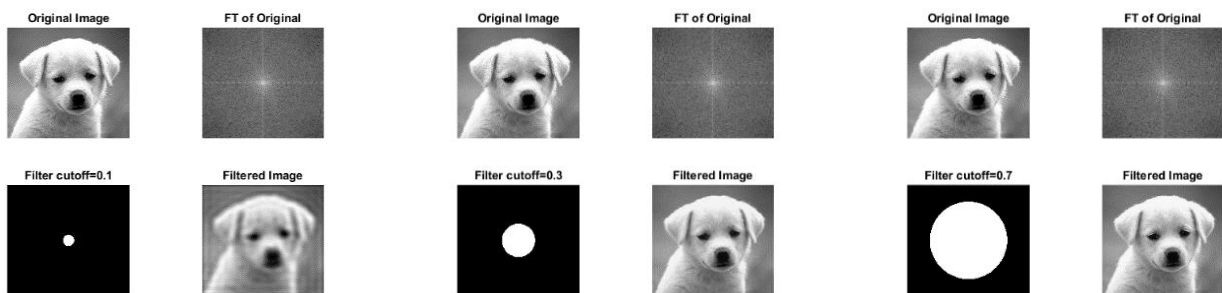 Original Image
FT of Original
Original Image
FT of Original
Original Image
FT of Original
Filter cutoff=0.1
Filtered Image
Filter cutoff=0.3
Filtered Image
Filter cutoff=0.7
Filtered Image